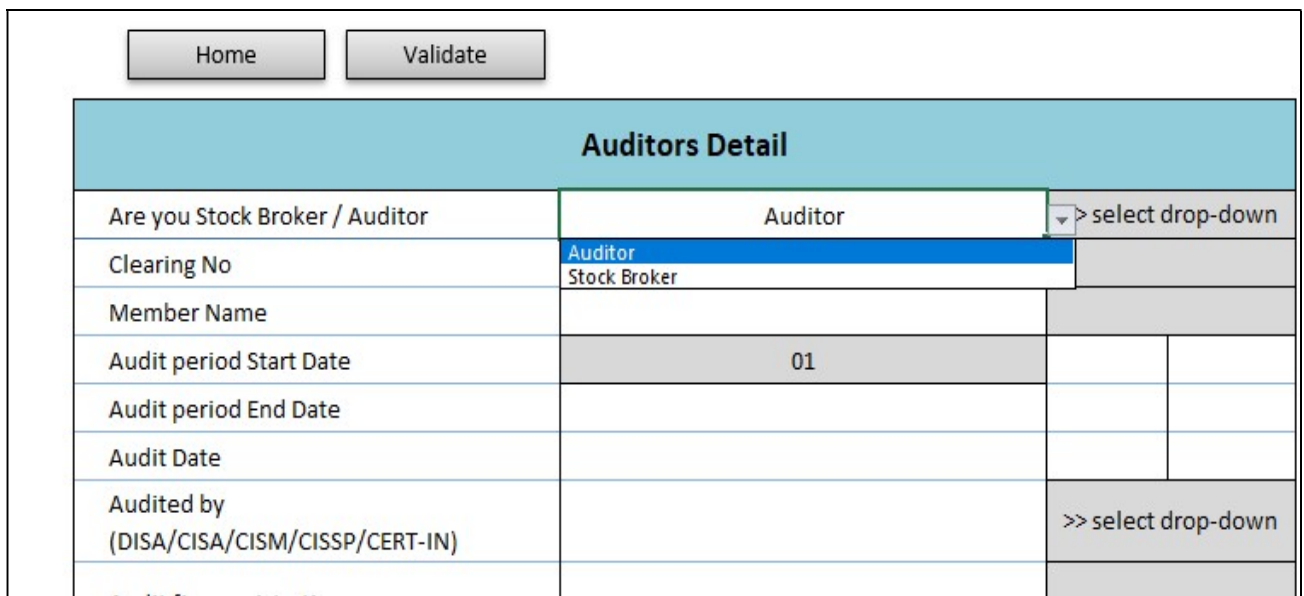 Home Validate
Auditors Detail
Are you Stock Broker / Auditor Auditor > select drop-down
Auditor
Clearing No
Stock Broker
Member Name
Audit period Start Date 01
Audit period End Date
Audit Date
Audited by
(DISA/CISA/CISM/CISSP/CERT-IN) >> select drop-down